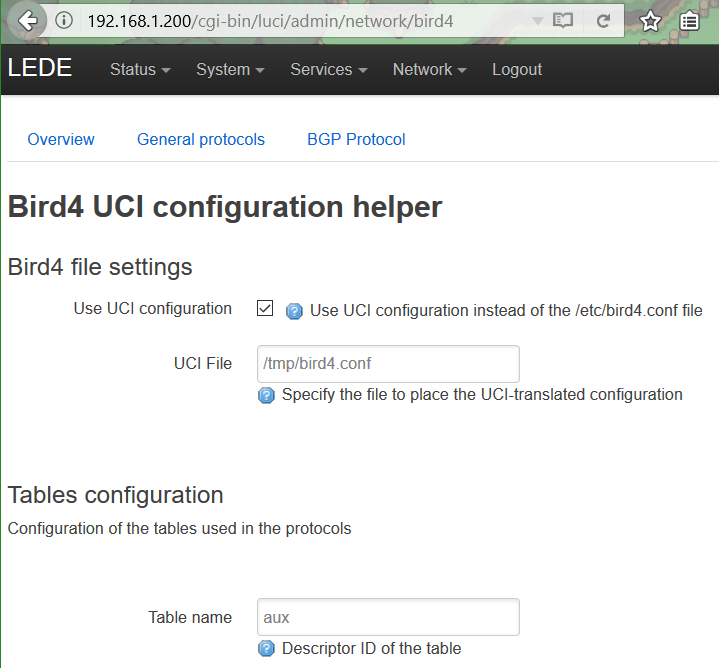 192.168.1.200/cgi-bin/luci/admin/network/bird4
LEDE Status System Services Network Logout
Overview General protocols BGP Protocol
Bird4 UCI configuration helper
Bird4 file settings
Use UCI configuration Use UCI configuration instead of the /etc/bird4.conf file
UCI File /tmp/bird4.conf
Specify the file to place the UCI-translated configuration
Tables configuration
Configuration of the tables used in the protocols
Table name aux
Descriptor ID of the table